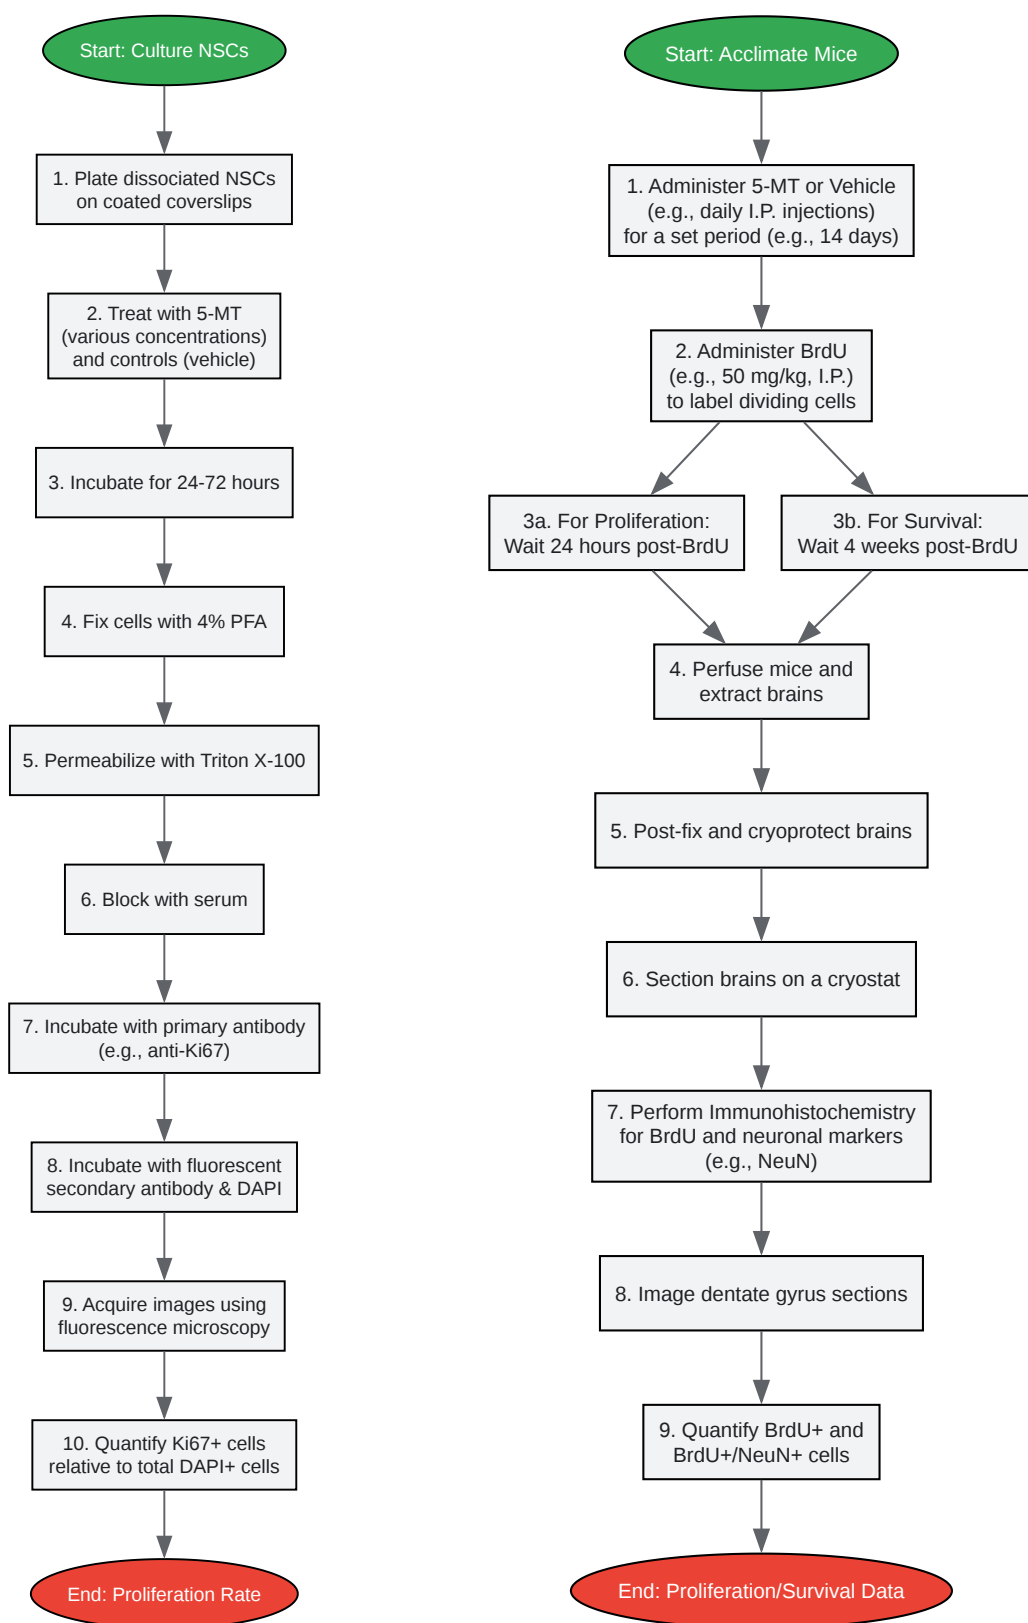 Start: Culture NSCs
1. Plate dissociated NSCs
on coated coverslips
2. Treat with 5-MT
(various concentrations)
and controls (vehicle)
3. Incubate for 24-72 hours
4. Fix cells with 4% PFA
5. Permeabilize with Triton X-100
6. Block with serum
7. Incubate with primary antibody
(e.g., anti-Ki67)
8. Incubate with fluorescent
secondary antibody & DAPI
9. Acquire images using
fluorescence microscopy
10. Quantify Ki67+ cells
relative to total DAPI+ cells
End: Proliferation Rate
Start: Acclimate Mice
1. Administer 5-MT or Vehicle
(e.g., daily I.P. injections)
for a set period (e.g., 14 days)
2. Administer BrdU
(e.g., 50 mg/kg, I.P.)
to label dividing cells
3a. For Proliferation:
Wait 24 hours post-BrdU
3b. For Survival:
Wait 4 weeks post-BrdU
4. Perfuse mice and
extract brains
5. Post-fix and cryoprotect brains
6. Section brains on a cryostat
7. Perform Immunohistochemistry
for BrdU and neuronal markers
(e.g., NeuN)
8. Image dentate gyrus sections
9. Quantify BrdU+ and
BrdU+/NeuN+ cells
End: Proliferation/Survival Data